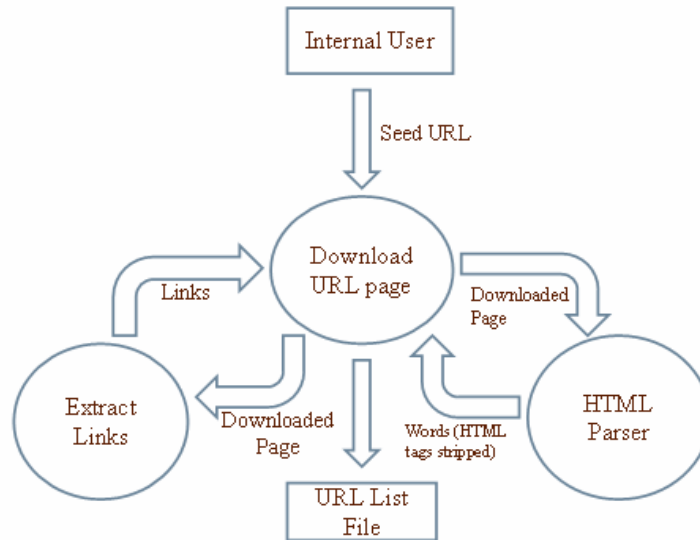 Internal User
Seed URL
Download
URL page
Links
Downloaded
Page
Extract
Links
Downloaded
Page
Words (HTML
tags stripped)
HTML
Parser
URL List
File